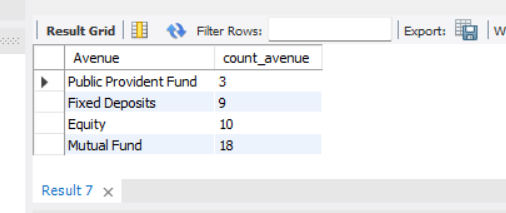 Result Grid Filter Rows: Export: W
Avenue count_avenue
Public Provident Fund 3
Fixed Deposits 9
Equity 10
Mutual Fund 18
Result 7 ×